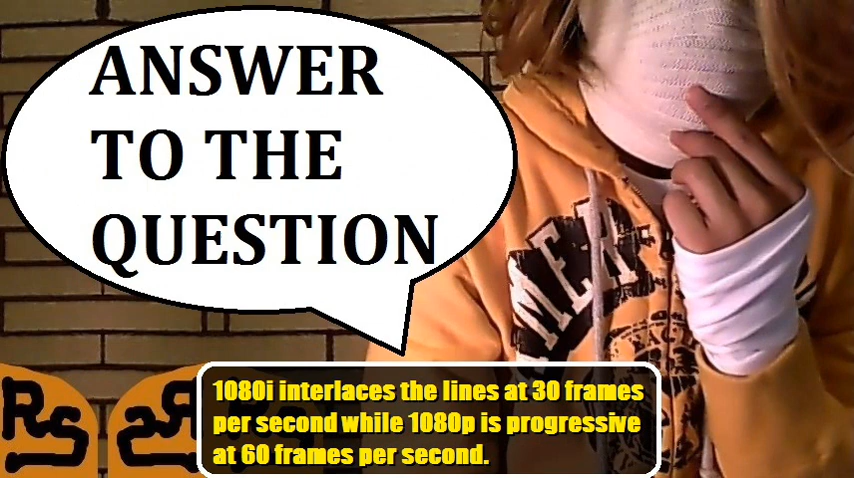 ANSWER
TO THE
QUESTION
1080i interlaces the lines at 30 frames
per second while 1080p is progressive
at 60 frames per second.
RS